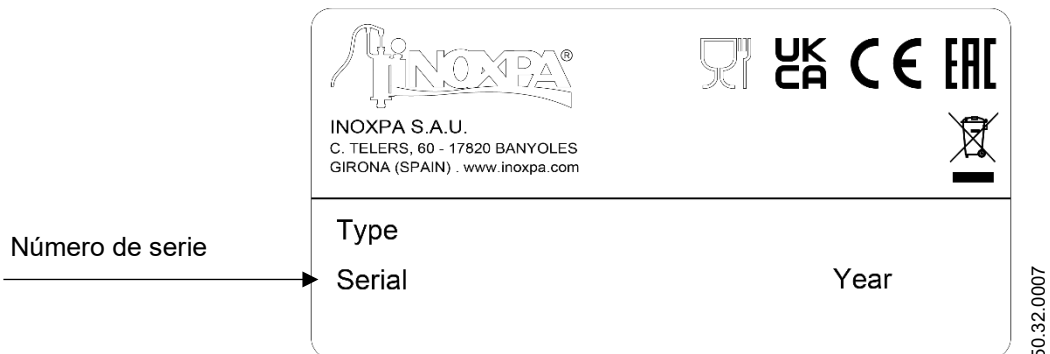 iNOXPA®
UK
CA CE EAC
INOXPA S.A.U.
C. TELERS, 60 - 17820 BANYOLES
GIRONA (SPAIN) . www.inoxpa.com
Type
Número de serie
Serial Year
50.32.0007